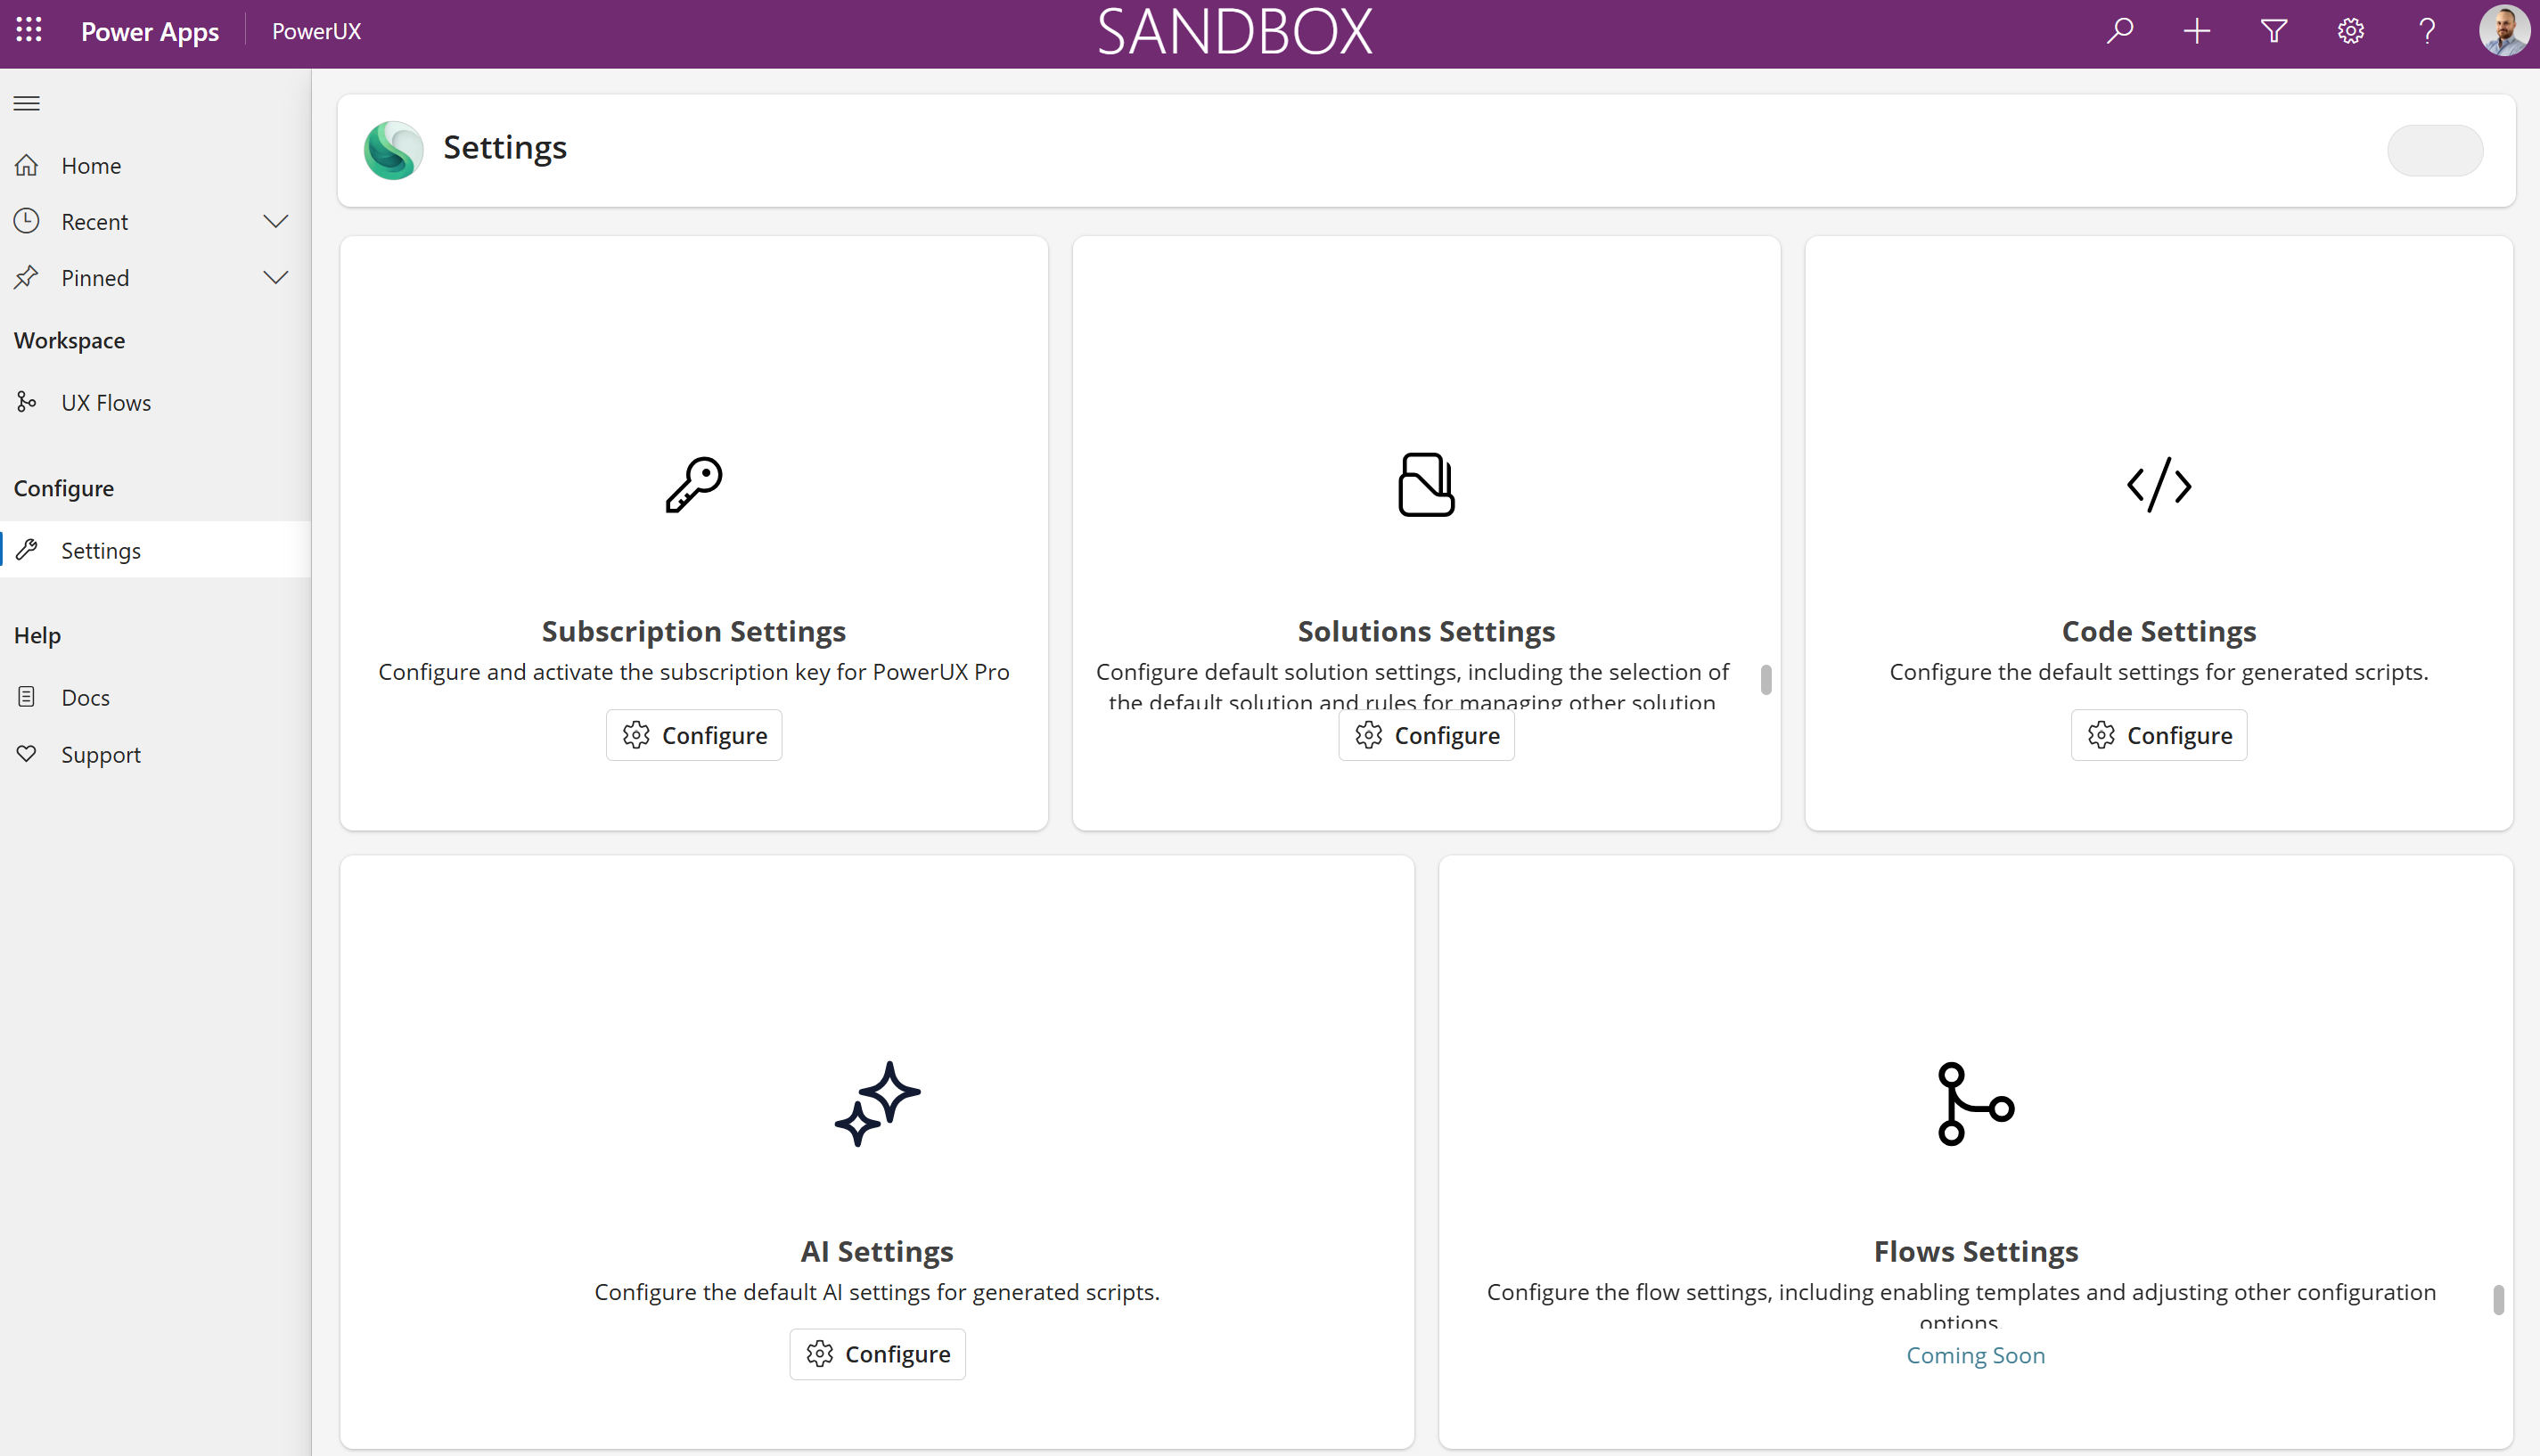 Power Apps
PowerUX
SANDBOX
Home
Recent
Pinned
Workspace
UX Flows
Configure
Settings
Help
Docs
Support
Settings
Subscription Settings
Configure and activate the subscription key for PowerUX Pro
Configure
Solutions Settings
Configure default solution settings, including the selection of
the default solution and rules for managing other solution
Configure
Code Settings
Configure the default settings for generated scripts.
Configure
AI Settings
Configure the default AI settings for generated scripts.
Configure
Flows Settings
Configure the flow settings, including enabling templates and adjusting other configuration
options.
Coming Soon